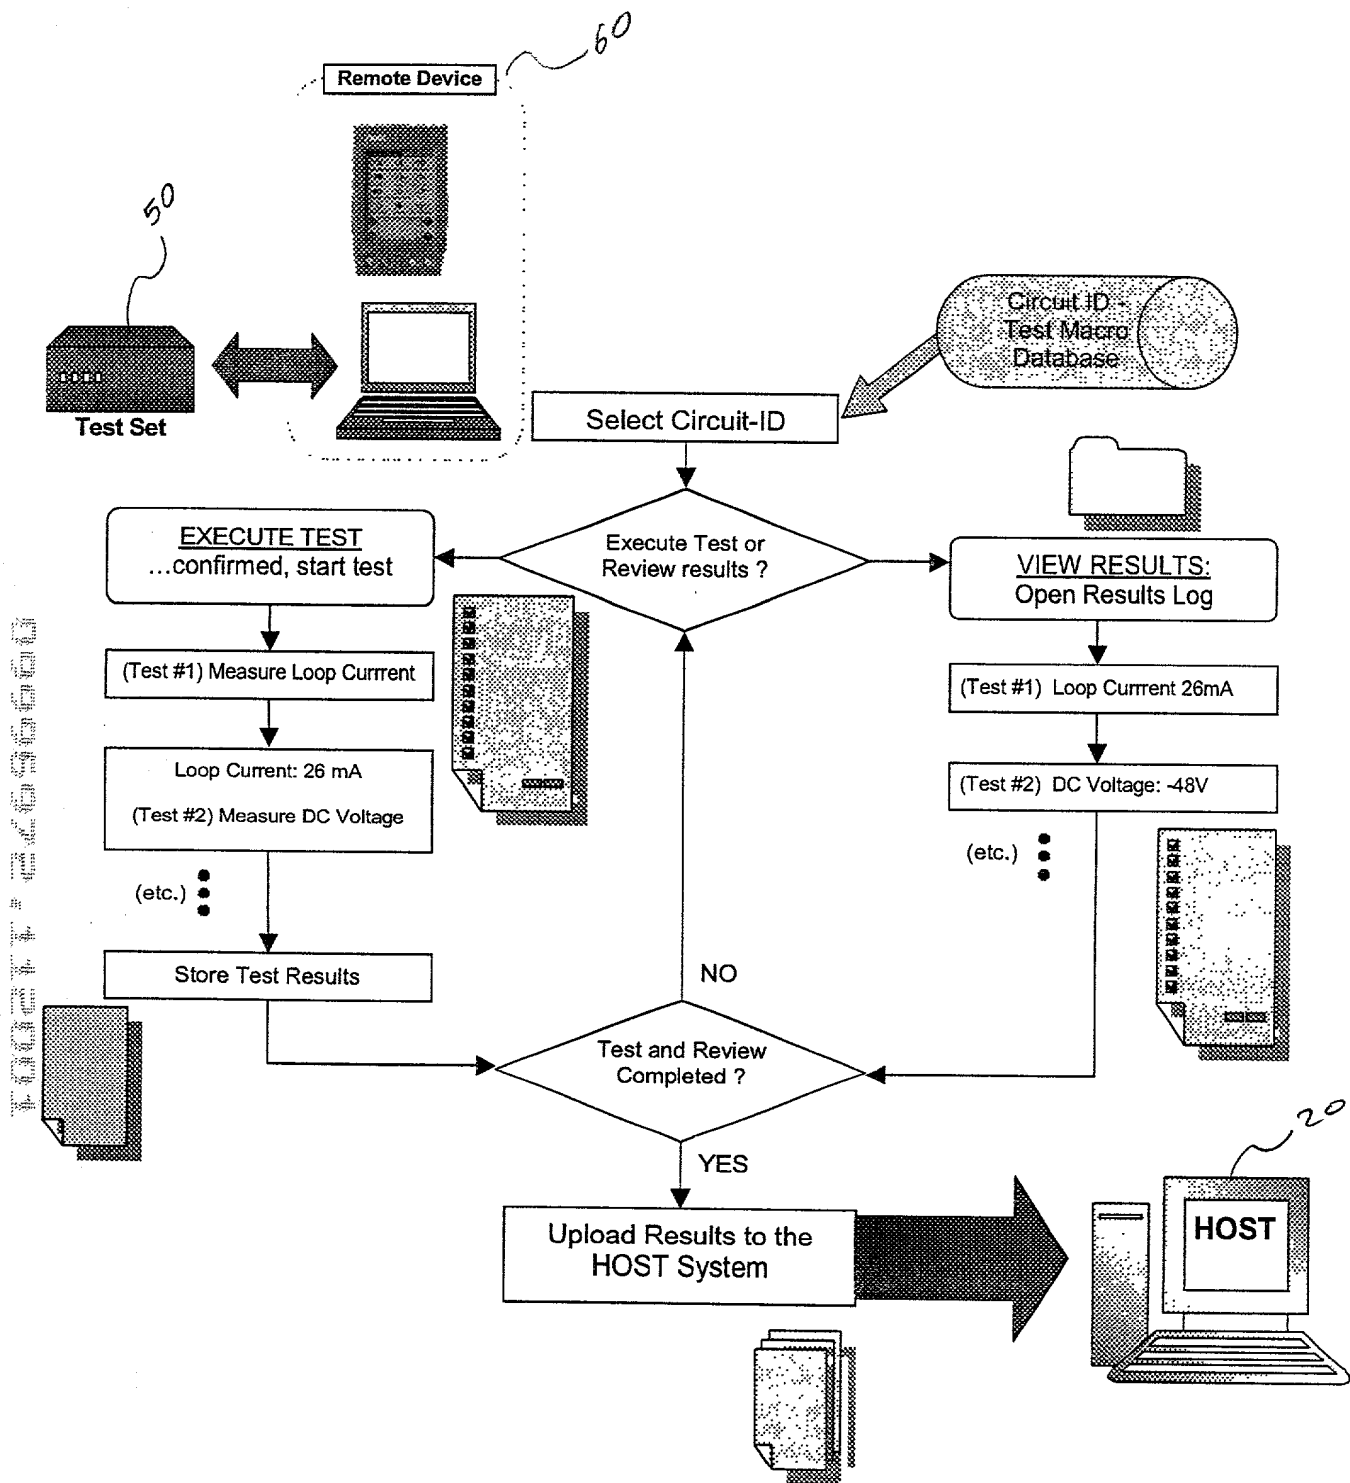 60
Remote Device
50
Test Set
Circuit ID -
Test Macro
Database
Select Circuit-ID
Execute Test or
Review results ?
EXECUTE TEST
...confirmed, start test
VIEW RESULTS:
Open Results Log
(Test #1) Measure Loop Currrent
(Test #1) Loop Currrent 26mA
Loop Current: 26 mA
(Test #2) Measure DC Voltage
(Test #2) DC Voltage: -48V
(etc.)
(etc.)
Store Test Results
NO
Test and Review
Completed ?
YES
Upload Results to the
HOST System
20
HOST